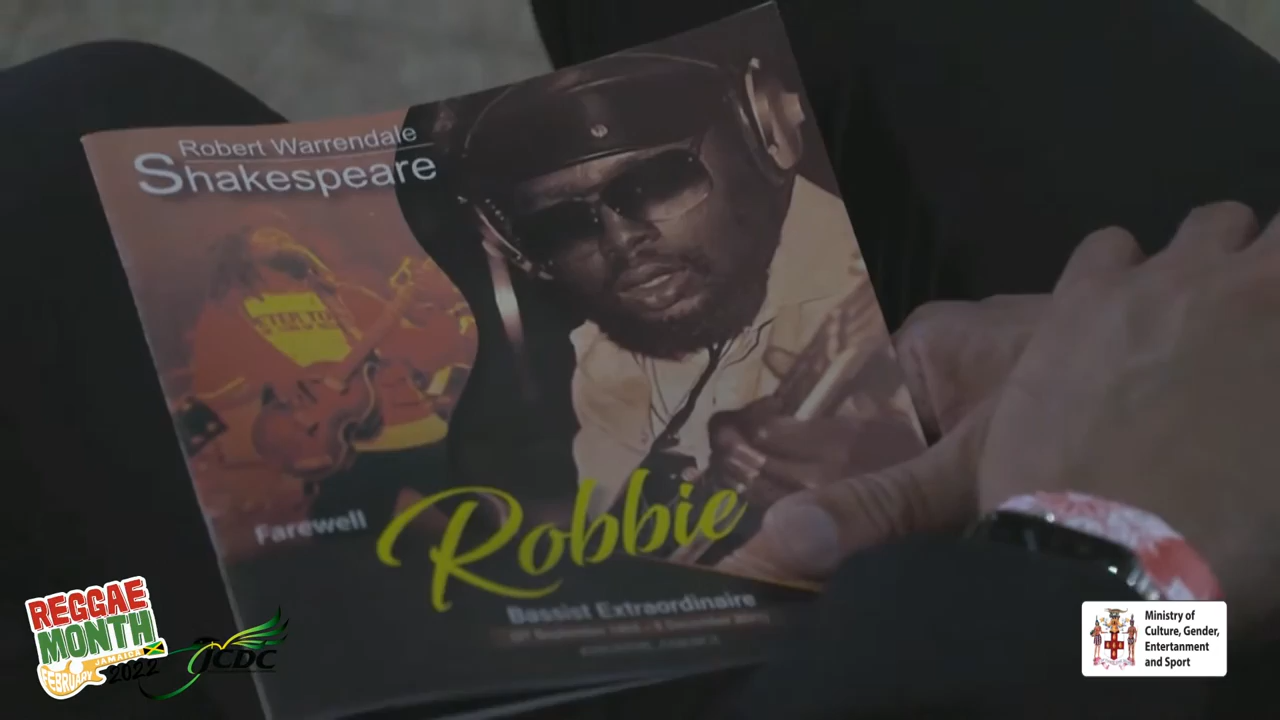 Robert Warrendale
Shakespeare
Farewell
Robbie
Bassist Extraordinaire
REGGAE
MONTH
JAMAICA
FEBRUARY
2022
JCDC
Ministry of
Culture, Gender,
Entertanment
and Sport